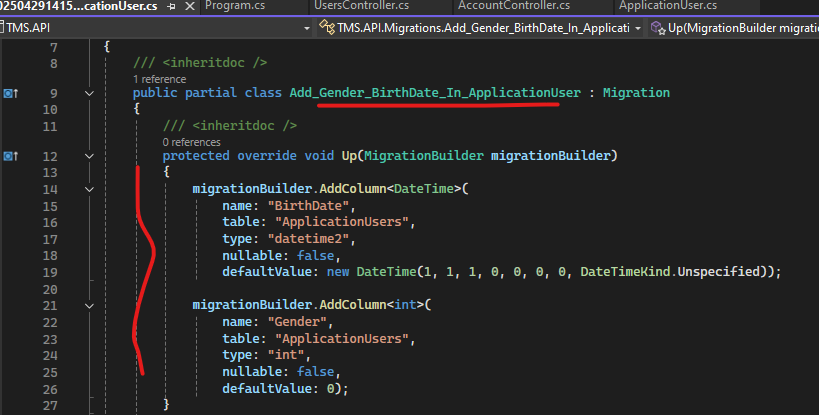 02504291415...cationUser.cs
Program.cs
UsersController.cs
AccountController.cs
ApplicationUser.cs
TMS.API
TMS.API.Migrations.Add_Gender_BirthDate_In_Applicati
Up(MigrationBuilder migratio
7 {
8 /// <inheritdoc />
1 reference
9 public partial class Add_Gender_BirthDate_In_ApplicationUser : Migration
10 {
11 /// <inheritdoc />
0 references
12 protected override void Up(MigrationBuilder migrationBuilder)
13 {
14 migrationBuilder.AddColumn<DateTime>(
15 name: "BirthDate",
16 table: "ApplicationUsers",
17 type: "datetime2",
18 nullable: false,
19 defaultValue: new DateTime(1, 1, 1, 0, 0, 0, 0, DateTimeKind.Unspecified));
20
21 migrationBuilder.AddColumn<int>(
22 name: "Gender",
23 table: "ApplicationUsers",
24 type: "int",
25 nullable: false,
26 defaultValue: 0);
27 }